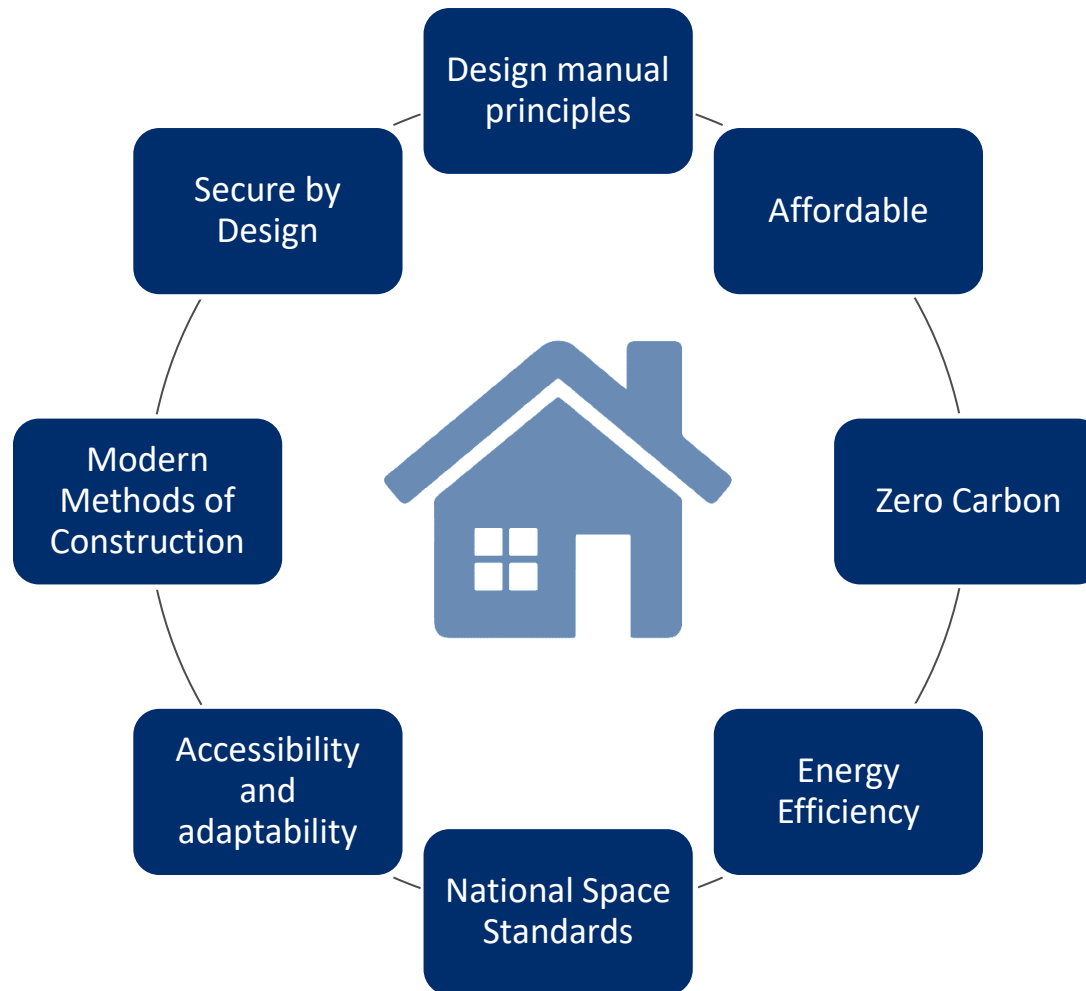 Design manual
principles
Affordable
Zero Carbon
Energy
Efficiency
National Space
Standards
Accessibility
and
adaptability
Modern
Methods of
Construction
Secure by
Design